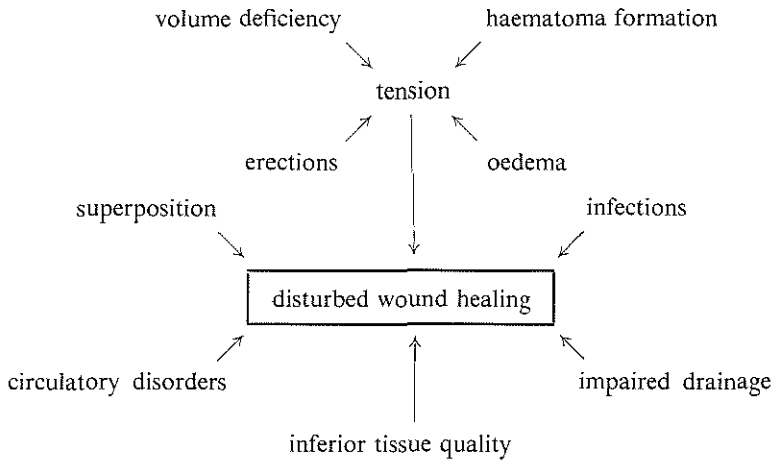 volume deficiency
haematoma formation
tension
erections
oedema
superposition
infections
disturbed wound healing
circulatory disorders
impaired drainage
inferior tissue quality